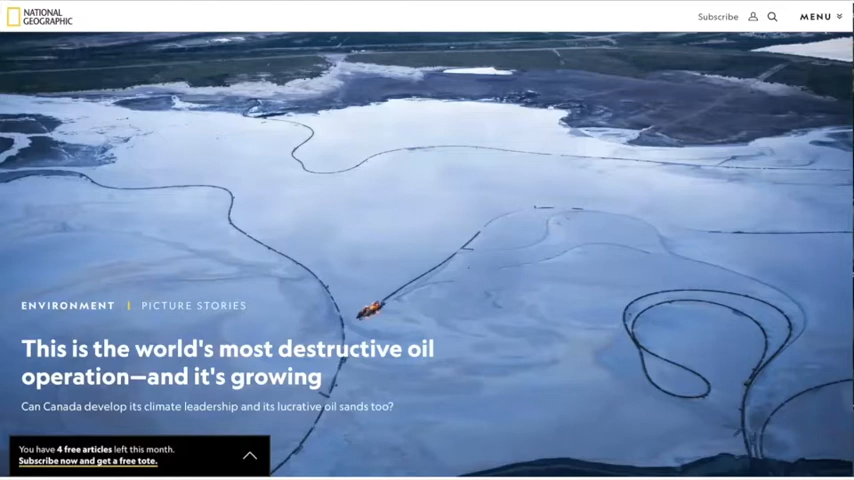 NATIONAL
GEOGRAPHIC
Subscribe
MENU
ENVIRONMENT | PICTURE STORIES
This is the world's most destructive oil
operation—and it's growing
Can Canada develop its climate leadership and its lucrative oil sands too?
You have 4 free articles left this month.
Subscribe now and get a free tote.